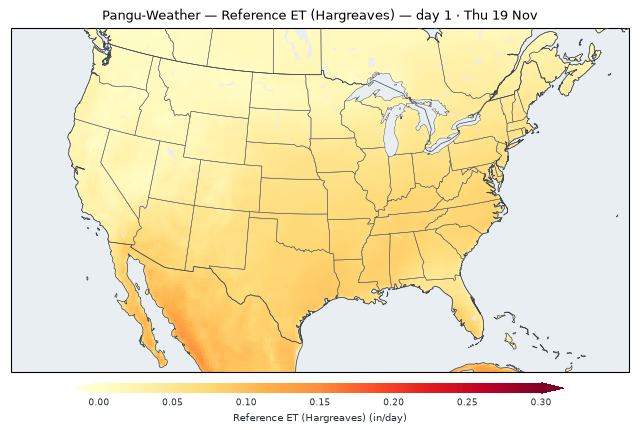 Pangu-Weather — Reference ET (Hargreaves) — day 1 · Thu 19 Nov
0.00 0.05 0.10 0.15 0.20 0.25 0.30
Reference ET (Hargreaves) (in/day)